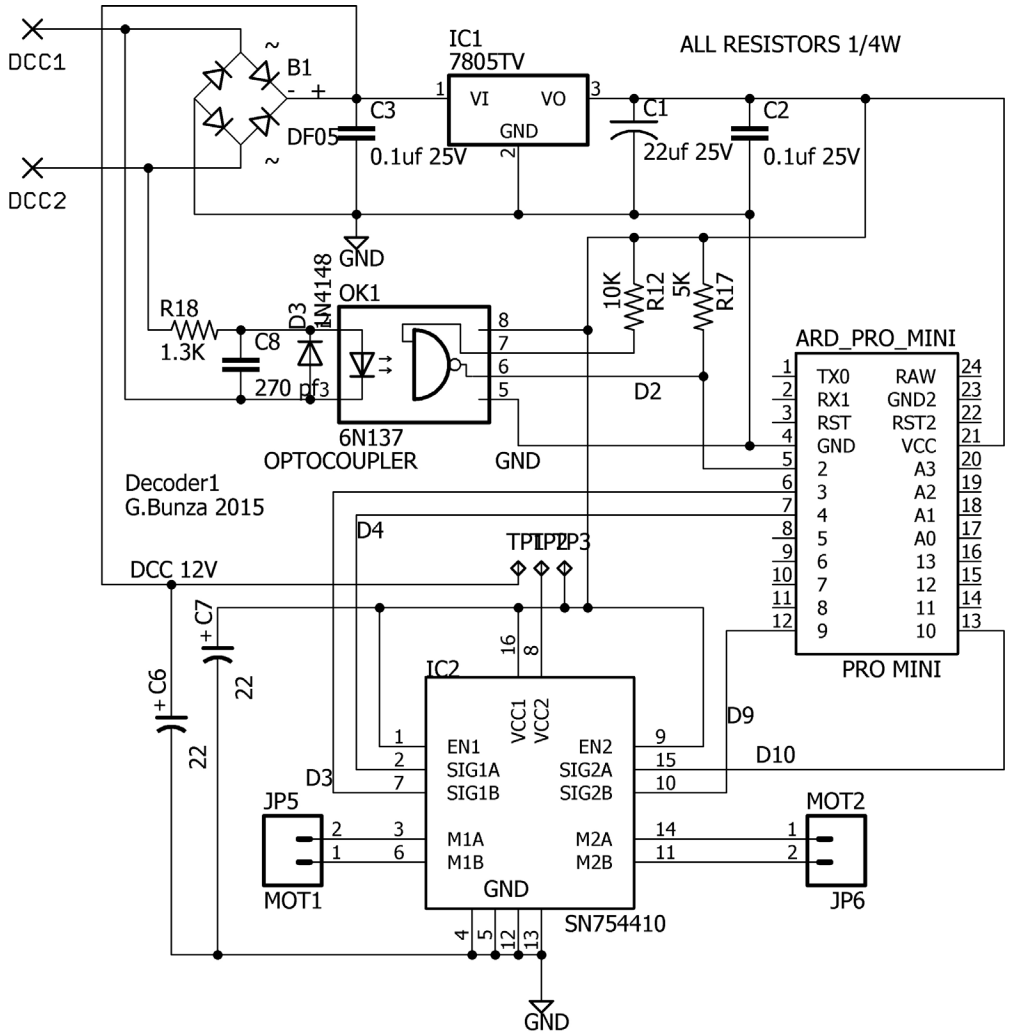 DCC1
DCC2
~
B1
- +
DF05
~
C3
0.1uf 25V
IC1
7805TV
1
VI
VO
3
GND
2
ALL RESISTORS 1/4W
C1
22uf 25V
C2
0.1uf 25V
GND
R18
1.3K
C8
270 pf
D3
1N4148
OK1
2
3
8
7
6
5
6N137
OPTOCOUPLER
10K
R12
5K
R17
D2
GND
ARD_PRO_MINI
1 TX0 RAW 24
2 RX1 GND2 23
3 RST RST2 22
4 GND VCC 21
5 2 A3 20
6 3 A2 19
7 4 A1 18
8 5 A0 17
9 6 13 16
10 7 12 15
11 8 11 14
12 9 10 13
PRO MINI
Decoder1
G.Bunza 2015
D4
DCC 12V
TP1
TP2
TP3
+ C7
22
+ C6
22
IC2
16
8
VCC1
VCC2
1 EN1 EN2 9
2 SIG1A SIG2A 15
7 SIG1B SIG2B 10
3 M1A M2A 14
6 M1B M2B 11
GND
4
5
12
13
SN754410
D3
D9
D10
JP5
2
1
MOT1
MOT2
1
2
JP6
GND